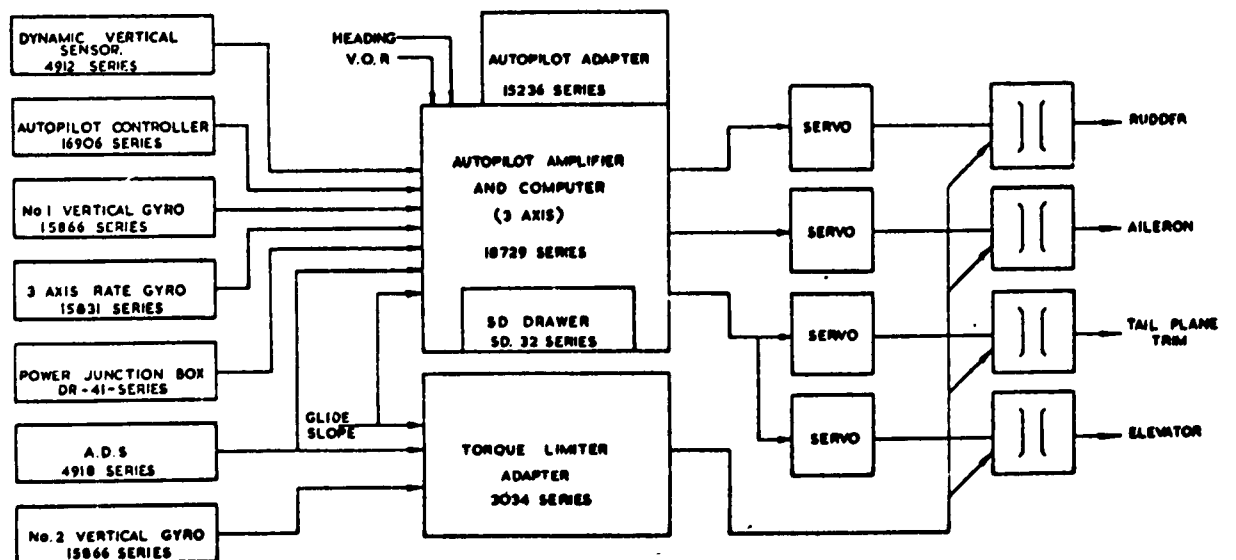 DYNAMIC VERTICAL
SENSOR.
4912 SERIES
AUTOPILOT CONTROLLER
16906 SERIES
No 1 VERTICAL GYRO
15866 SERIES
3 AXIS RATE GYRO
15831 SERIES
POWER JUNCTION BOX
DR-41-SERIES
A.D.S
4918 SERIES
No.2 VERTICAL GYRO
15866 SERIES
HEADING
V.O.R
GLIDE
SLOPE
AUTOPILOT ADAPTER
15236 SERIES
AUTOPILOT AMPLIFIER
AND COMPUTER
(3 AXIS)
18729 SERIES
SD DRAWER
SD. 32 SERIES
TORQUE LIMITER
ADAPTER
3034 SERIES
SERVO
SERVO
SERVO
SERVO
RUDDER
AILERON
TAIL PLANE
TRIM
ELEVATOR